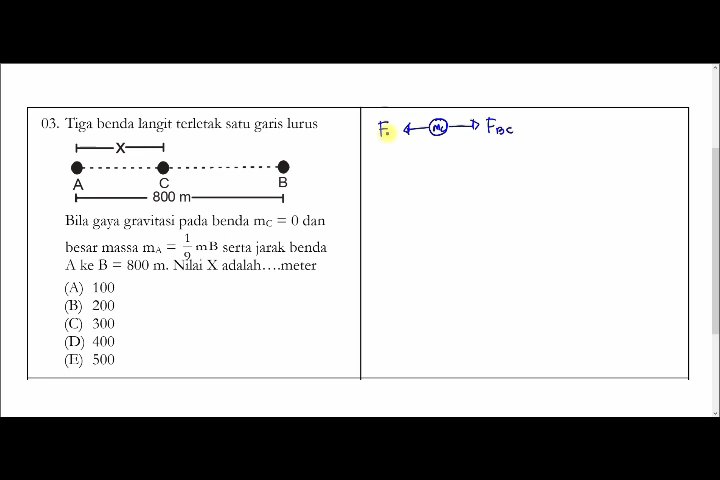 03. Tiga benda langit terletak satu garis lurus
X
A C B
800 m
Bila gaya gravitasi pada benda mC = 0 dan
besar massa mA = 1/9 mB serta jarak benda
A ke B = 800 m. Nilai X adalah....meter
(A) 100
(B) 200
(C) 300
(D) 400
(E) 500
F mC FBC